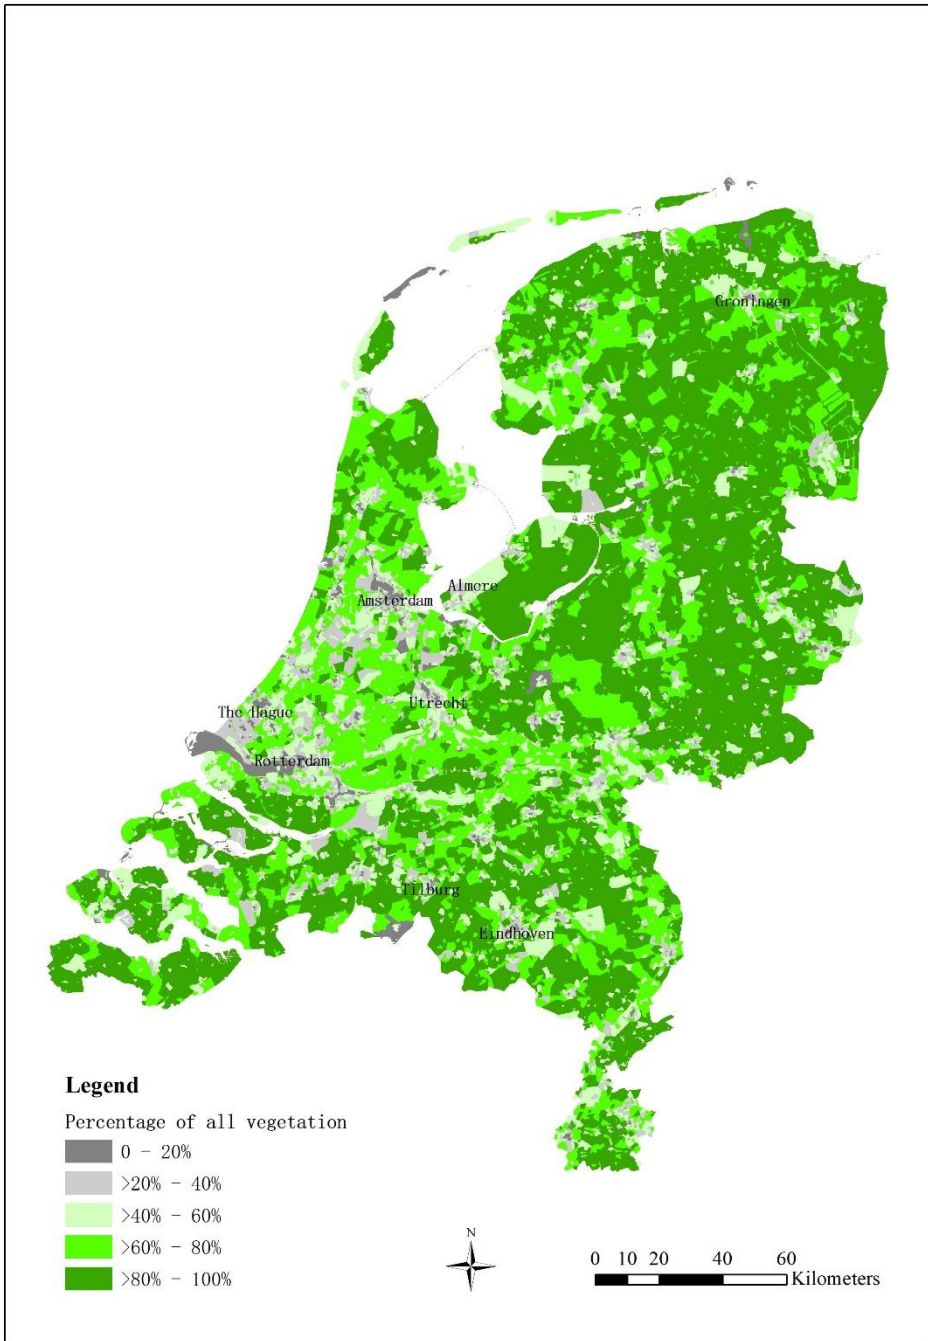 Groningen
Almere
Amsterdam
Utrecht
The Hague
Rotterdam
Tilburg
Eindhoven
Legend
Percentage of all vegetation
0 - 20%
>20% - 40%
>40% - 60%
>60% - 80%
>80% - 100%
N
0 10 20 40 60
Kilometers